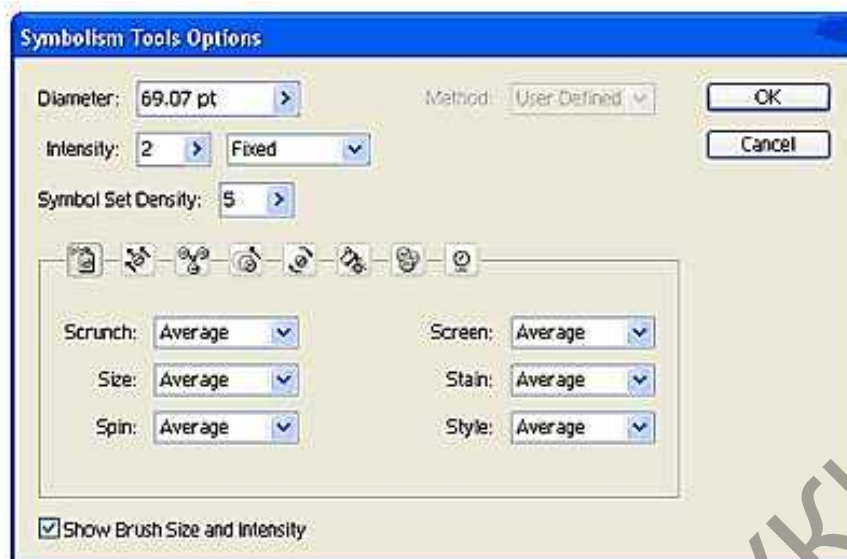 Symbolism Tools Options
Diameter: 69.07 pt Method: User Defined OK
Intensity: 2 Fixed Cancel
Symbol Set Density: 5
Scrunch: Average Screen: Average
Size: Average Stain: Average
Spin: Average Style: Average
Show Brush Size and Intensity